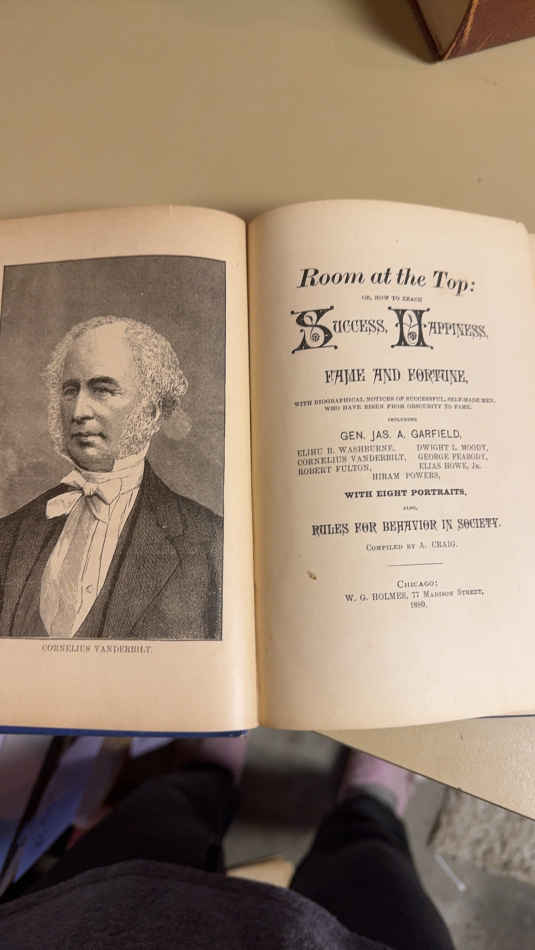 CORNELIUS VANDERBILT.
Room at the Top:
OR, HOW TO REACH
SUCCESS, HAPPINESS,
FAME AND FORTUNE,
WITH BIOGRAPHICAL NOTICES OF SUCCESSFUL, SELF-MADE MEN,
WHO HAVE RISEN FROM OBSCURITY TO FAME.
INCLUDING
GEN. JAS. A. GARFIELD,
ELIHU B. WASHBURNE, DWIGHT L. MOODY,
CORNELIUS VANDERBILT, GEORGE PEABODY,
ROBERT FULTON, ELIAS HOWE, JR.
HIRAM POWERS,
WITH EIGHT PORTRAITS,
ALSO,
RULES FOR BEHAVIOR IN SOCIETY.
COMPILED BY A. CRAIG.
CHICAGO:
W. G. HOLMES, 77 MADISON STREET,
1880.